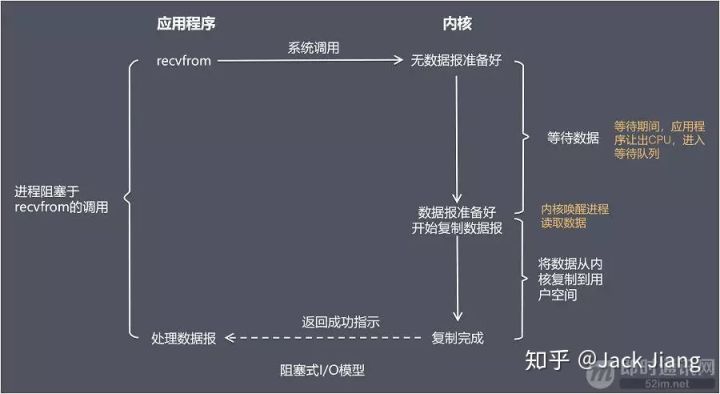 应用程序
内核
系统调用
recvfrom
无数据报准备好
等待数据
等待期间，应用程
序让出CPU，进入
等待队列
进程阻塞于
recvfrom的调用
数据报准备好
开始复制数据报
内核唤醒进程
读取数据
将数据从内
核复制到用
户空间
返回成功指示
处理数据报
复制完成
阻塞式I/O模型
知乎 @Jack Jiang
即时通讯网
52im.net